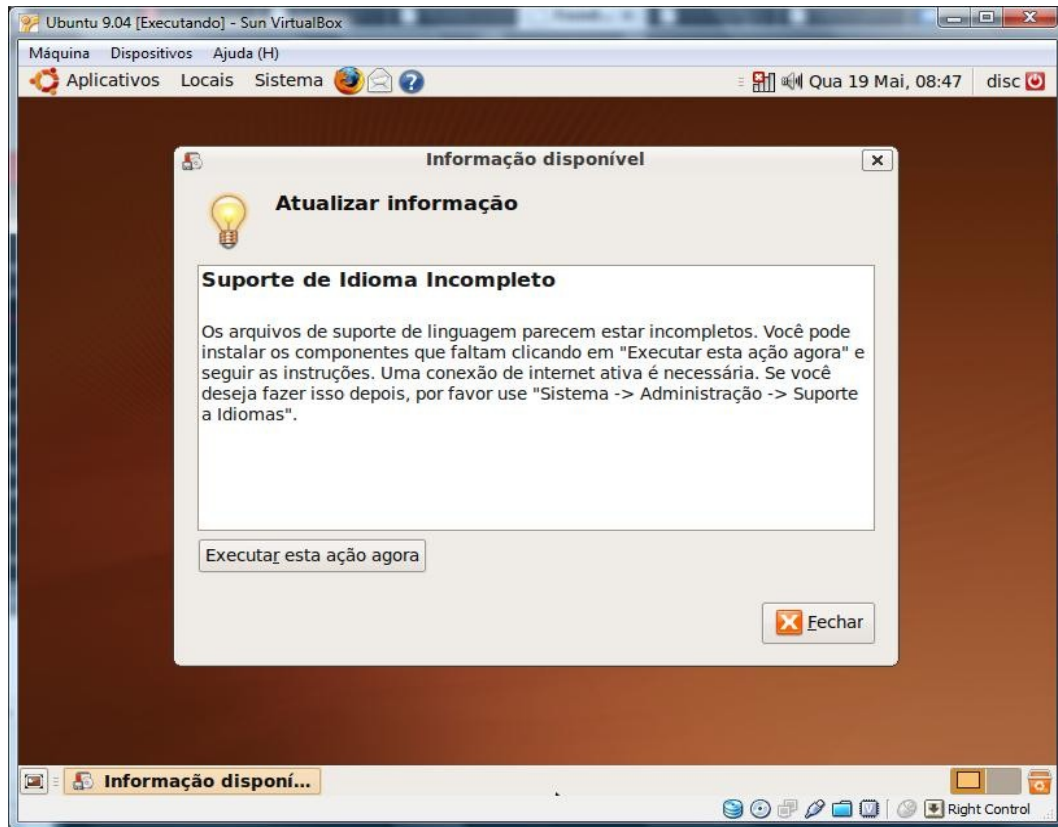 Ubuntu 9.04 [Executando] - Sun VirtualBox
Máquina Dispositivos Ajuda (H)
Aplicativos Locais Sistema Qua 19 Mai, 08:47 disc
Informação disponível
Atualizar informação
Suporte de Idioma Incompleto
Os arquivos de suporte de linguagem parecem estar incompletos. Você pode
instalar os componentes que faltam clicando em "Executar esta ação agora" e
seguir as instruções. Uma conexão de internet ativa é necessária. Se você
deseja fazer isso depois, por favor use "Sistema -> Administração -> Suporte
a Idiomas".
Executar esta ação agora
Fechar
Informação disponí...
Right Control